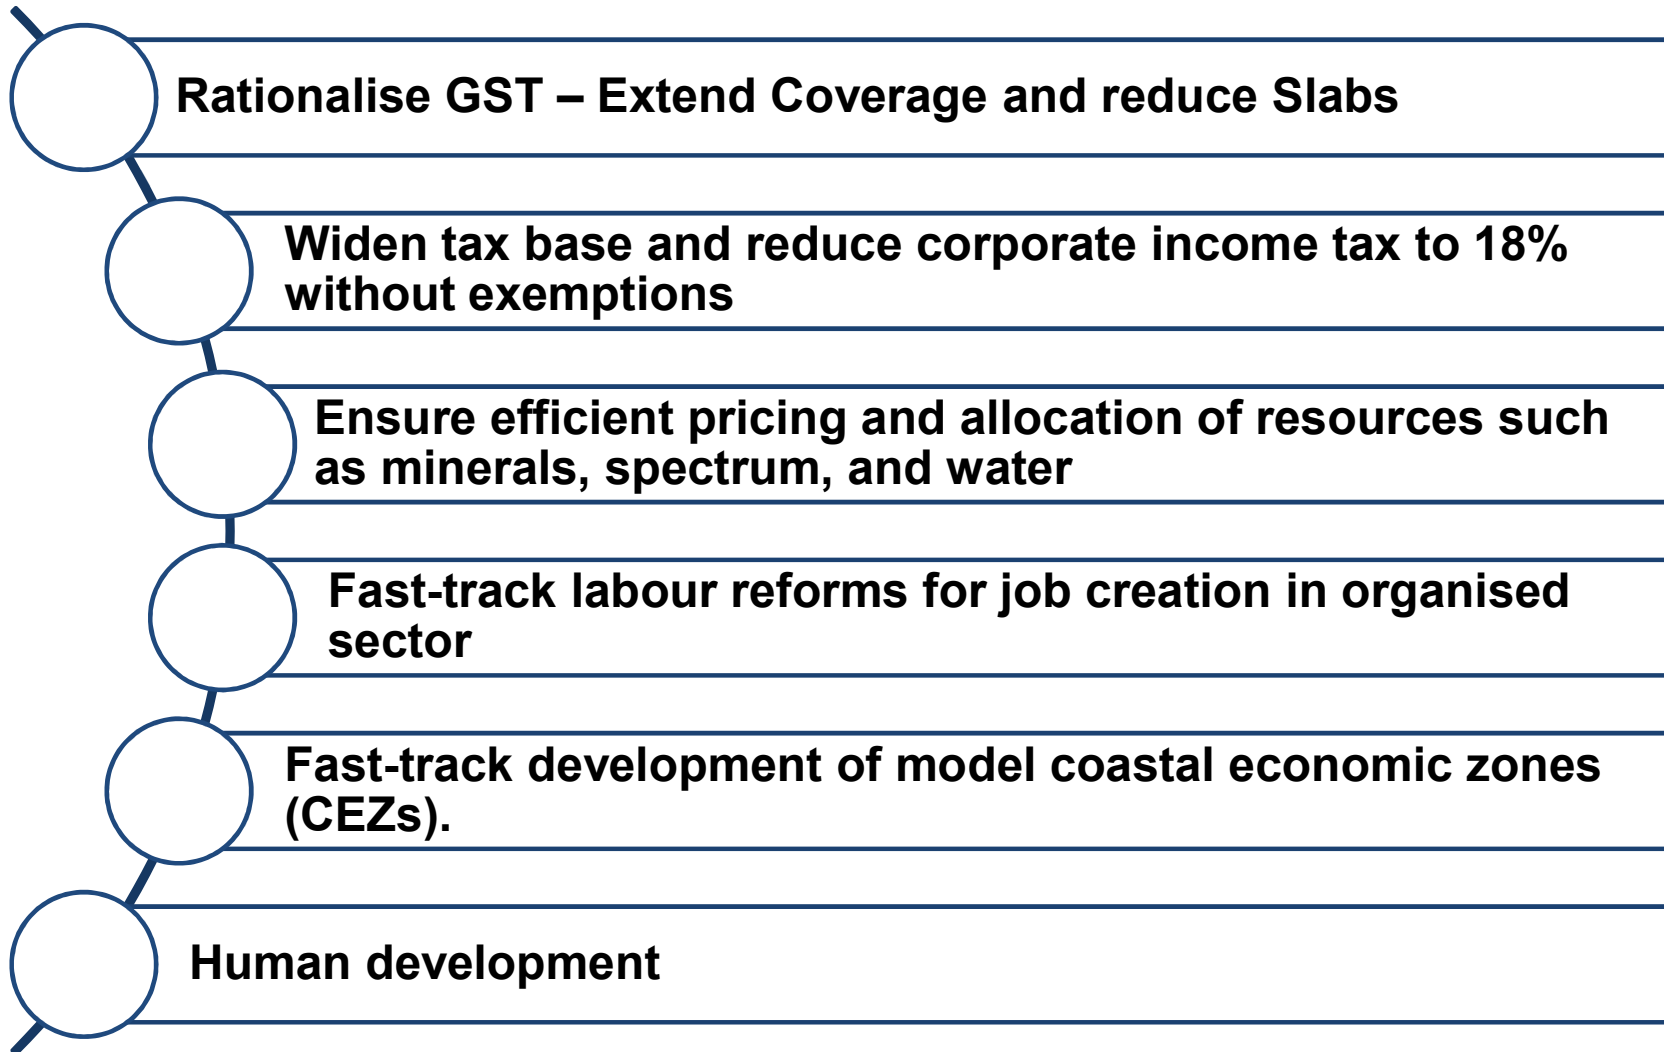 Rationalise GST – Extend Coverage and reduce Slabs
Widen tax base and reduce corporate income tax to 18%
without exemptions
Ensure efficient pricing and allocation of resources such
as minerals, spectrum, and water
Fast-track labour reforms for job creation in organised
sector
Fast-track development of model coastal economic zones
(CEZs).
Human development